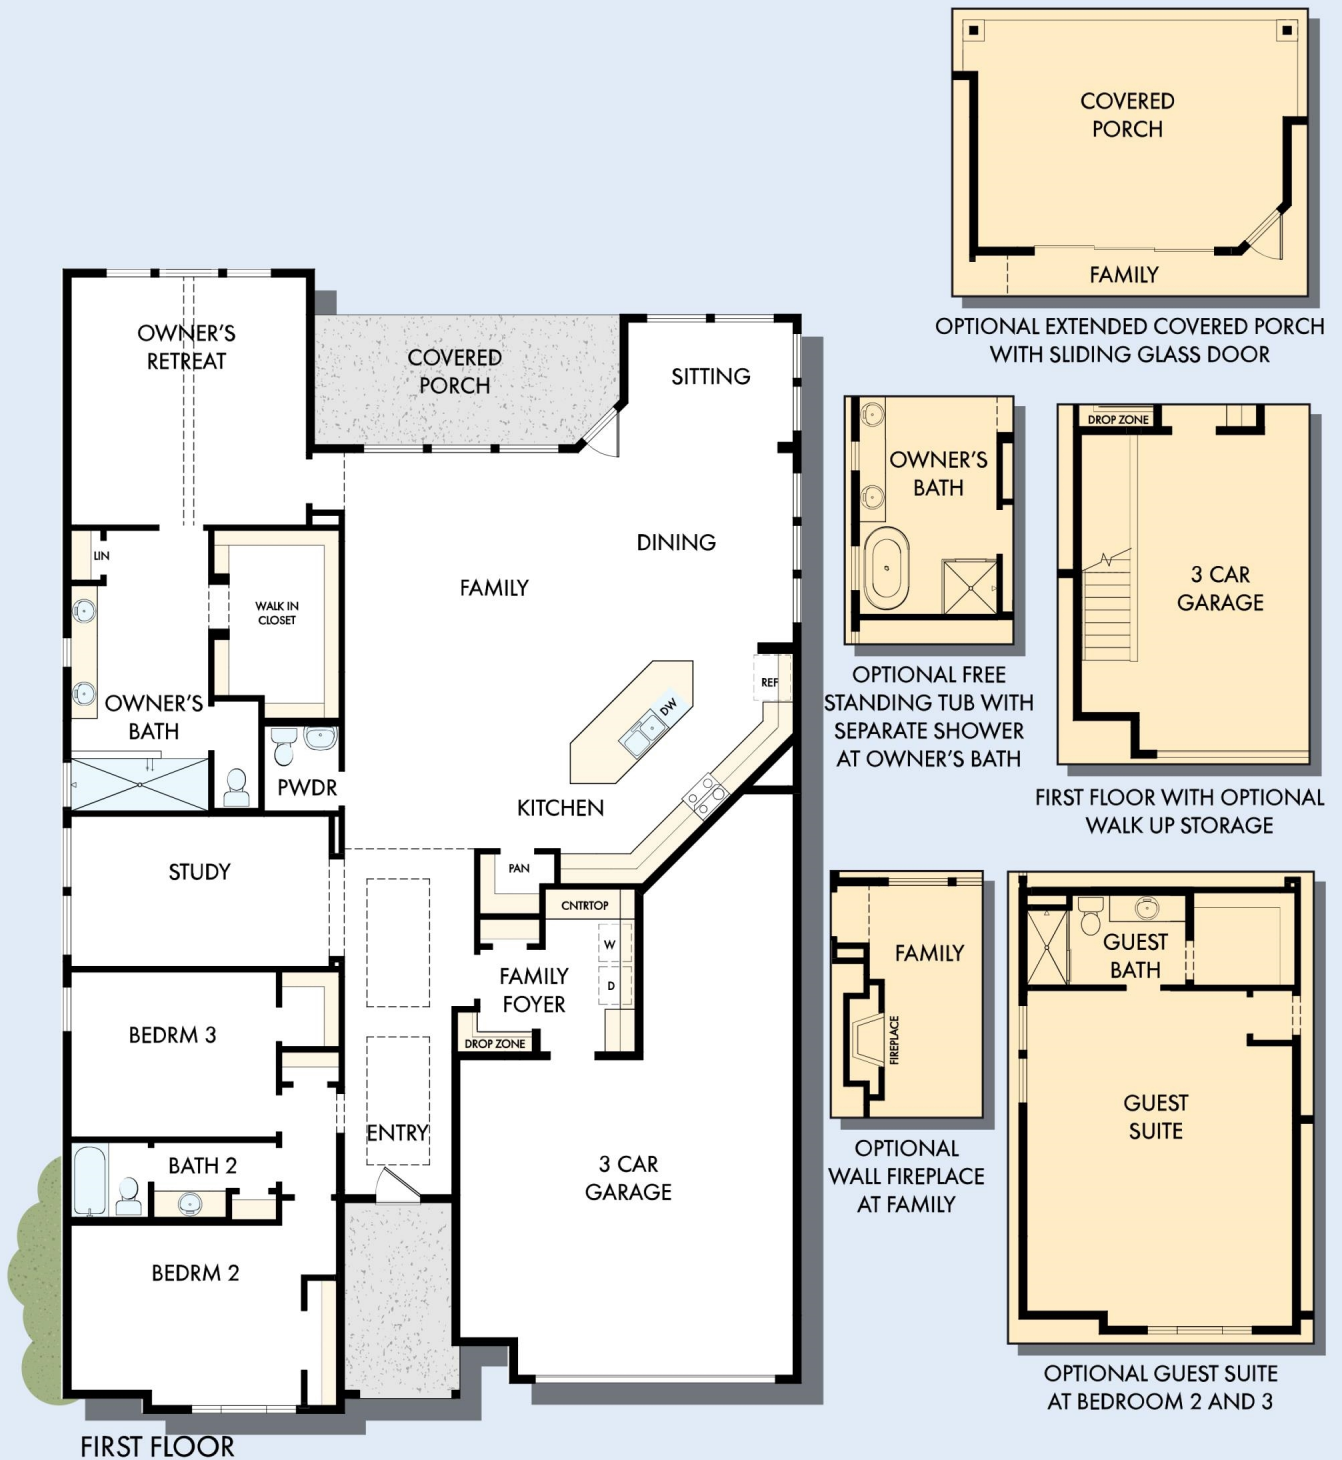 OWNER'S
RETREAT
COVERED
PORCH
SITTING
DINING
FAMILY
LIN
WALK IN
CLOSET
OWNER'S
BATH
PWDR
REF
DW
KITCHEN
STUDY
PAN
CNTRTOP
W
D
FAMILY
FOYER
DROP ZONE
BEDRM 3
ENTRY
BATH 2
3 CAR
GARAGE
BEDRM 2
FIRST FLOOR
COVERED
PORCH
FAMILY
OPTIONAL EXTENDED COVERED PORCH
WITH SLIDING GLASS DOOR
OWNER'S
BATH
OPTIONAL FREE
STANDING TUB WITH
SEPARATE SHOWER
AT OWNER'S BATH
DROP ZONE
3 CAR
GARAGE
FIRST FLOOR WITH OPTIONAL
WALK UP STORAGE
FAMILY
FIREPLACE
OPTIONAL
WALL FIREPLACE
AT FAMILY
GUEST
BATH
GUEST
SUITE
OPTIONAL GUEST SUITE
AT BEDROOM 2 AND 3